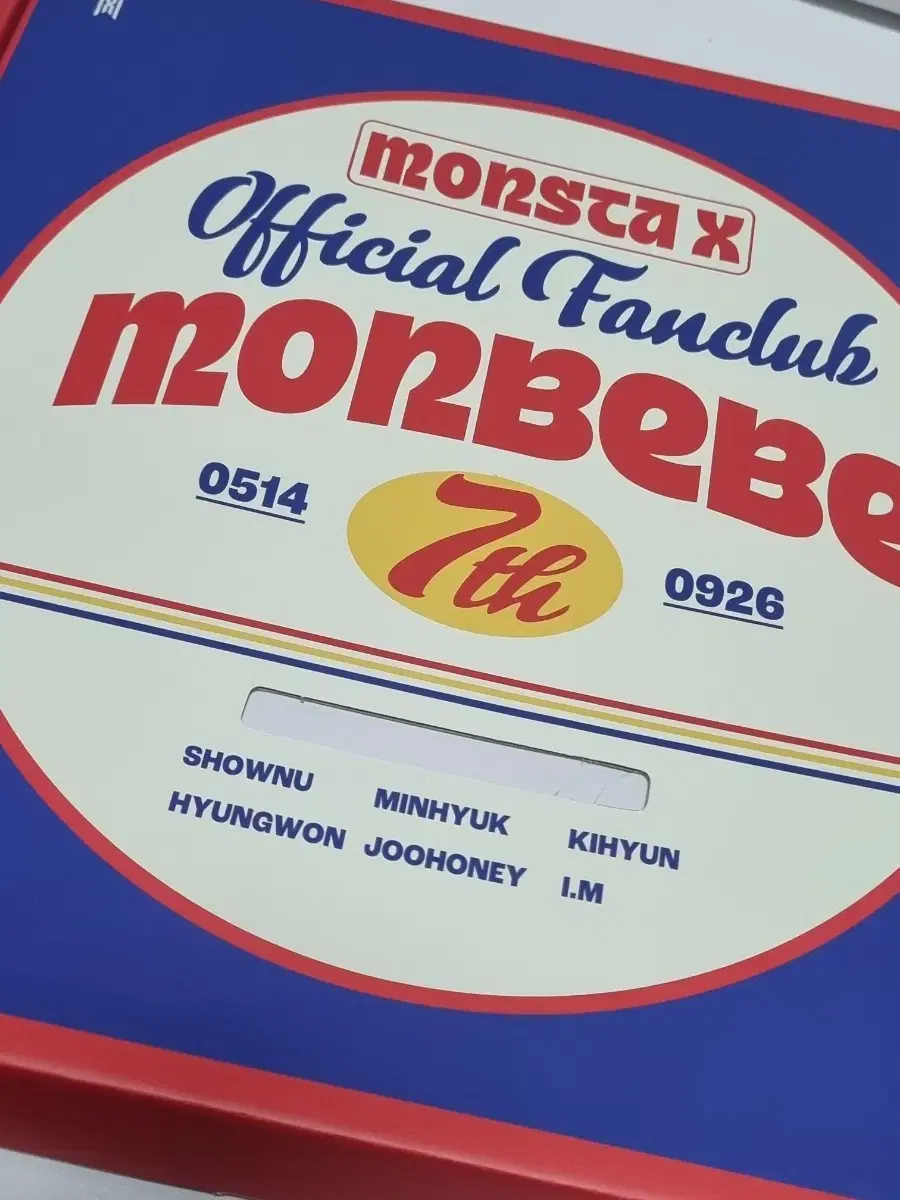 MONSTA X
Official Fanclub
MONBEBE
0514
7th
0926
SHOWNU MINHYUK KIHYUN
HYUNGWON JOOHONEY I.M